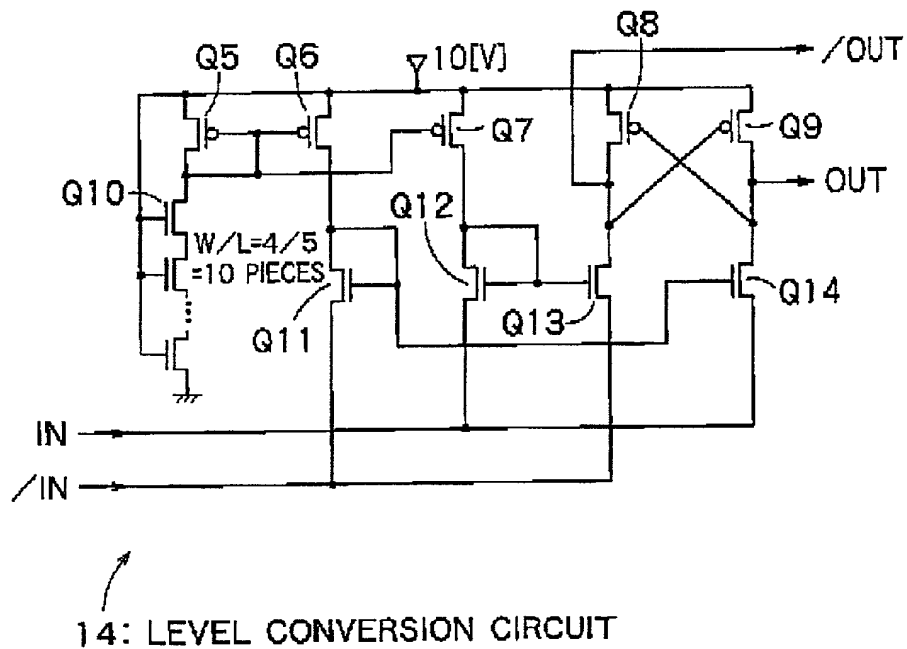 Q8
/OUT
Q5
Q6
10[V]
Q7
Q9
Q10
Q12
OUT
W/L=4/5
=10 PIECES
Q11
Q13
Q14
IN
/IN
14: LEVEL CONVERSION CIRCUIT